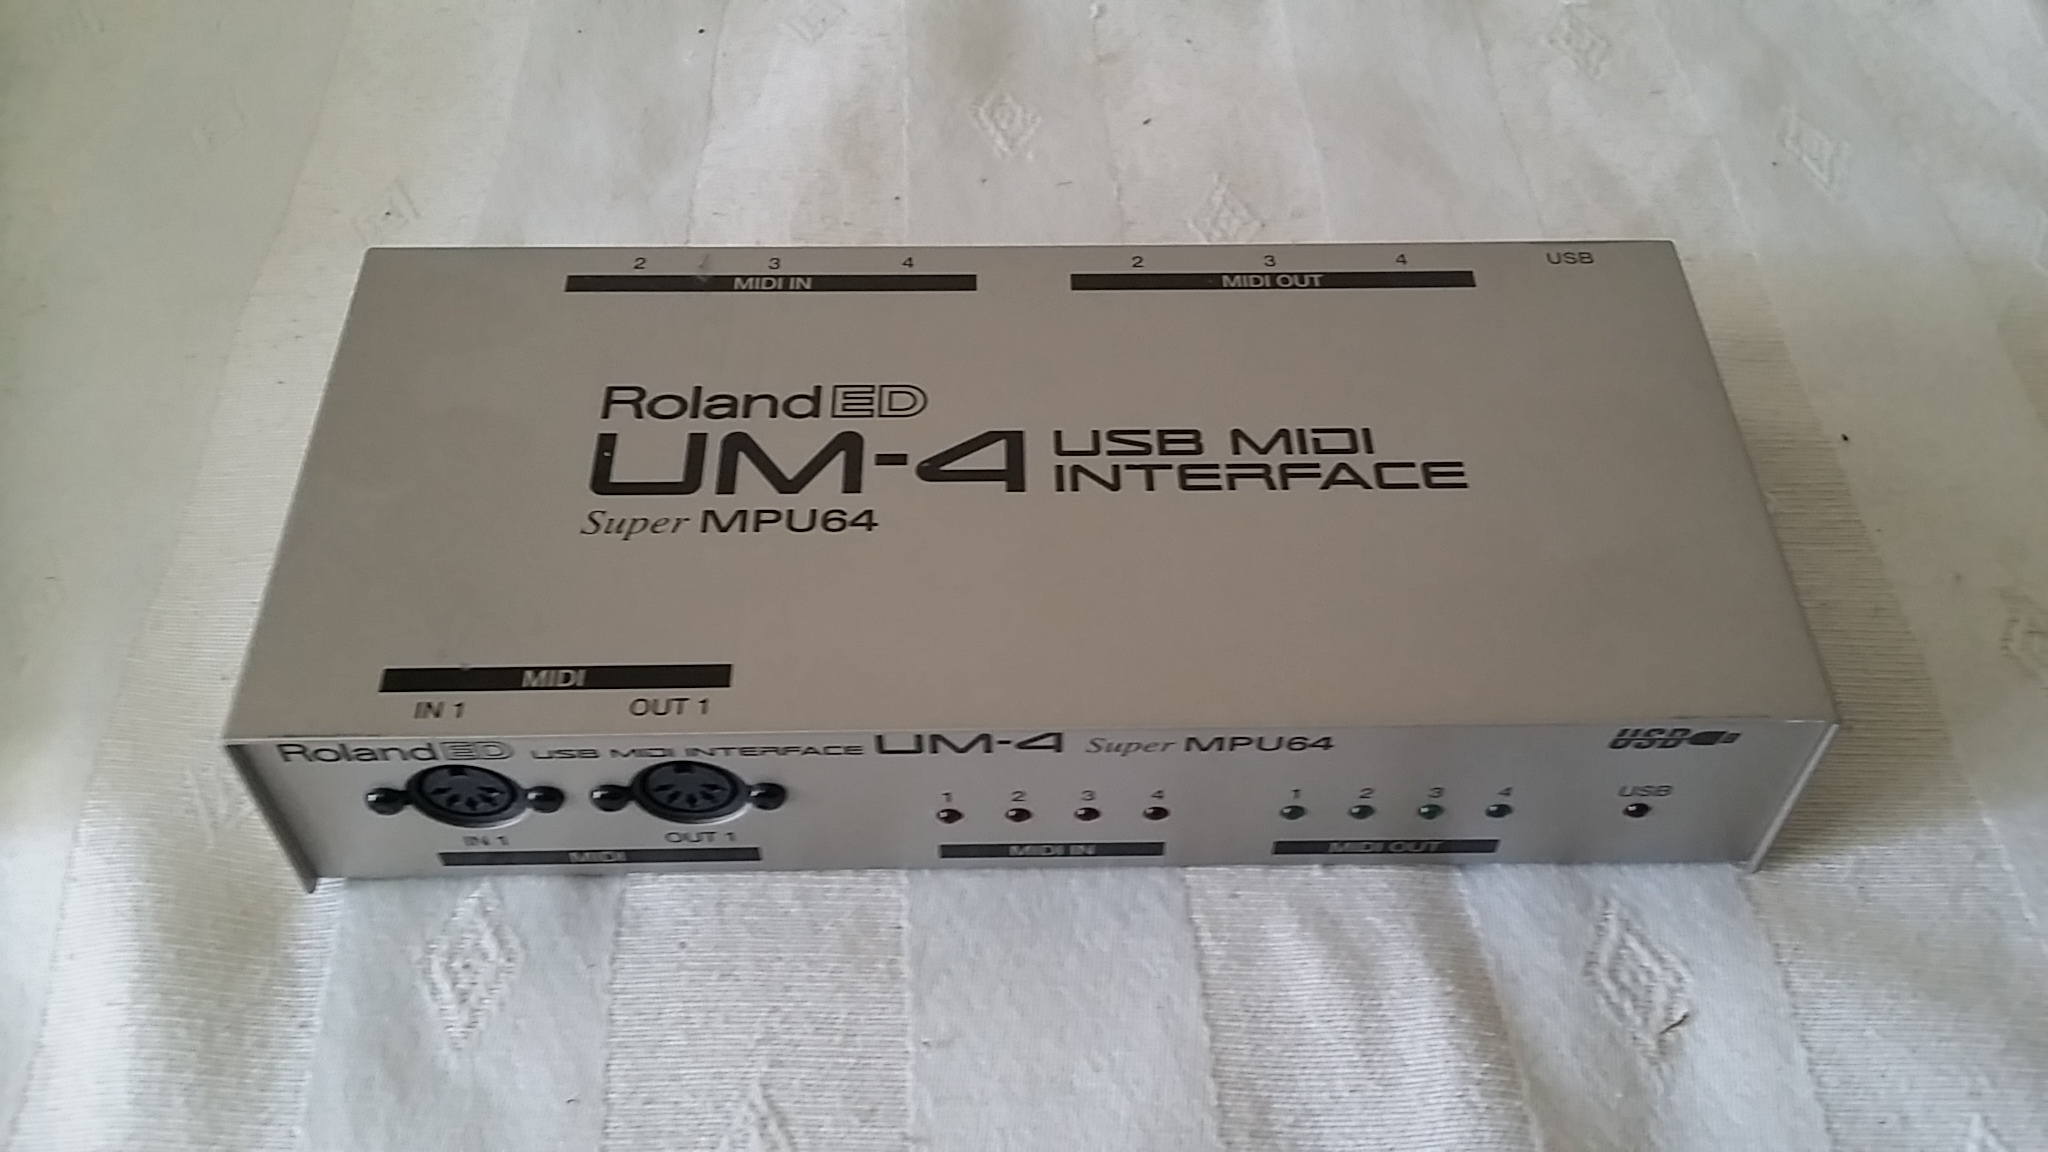 2 3 4
MIDI IN
2 3 4
MIDI OUT
USB
Roland ED
UM-4 USB MIDI INTERFACE
Super MPU64
MIDI
IN 1 OUT 1
Roland ED USB MIDI INTERFACE UM-4 Super MPU64
USB
IN 1 OUT 1
MIDI
1 2 3 4
MIDI IN
1 2 3 4
MIDI OUT
USB